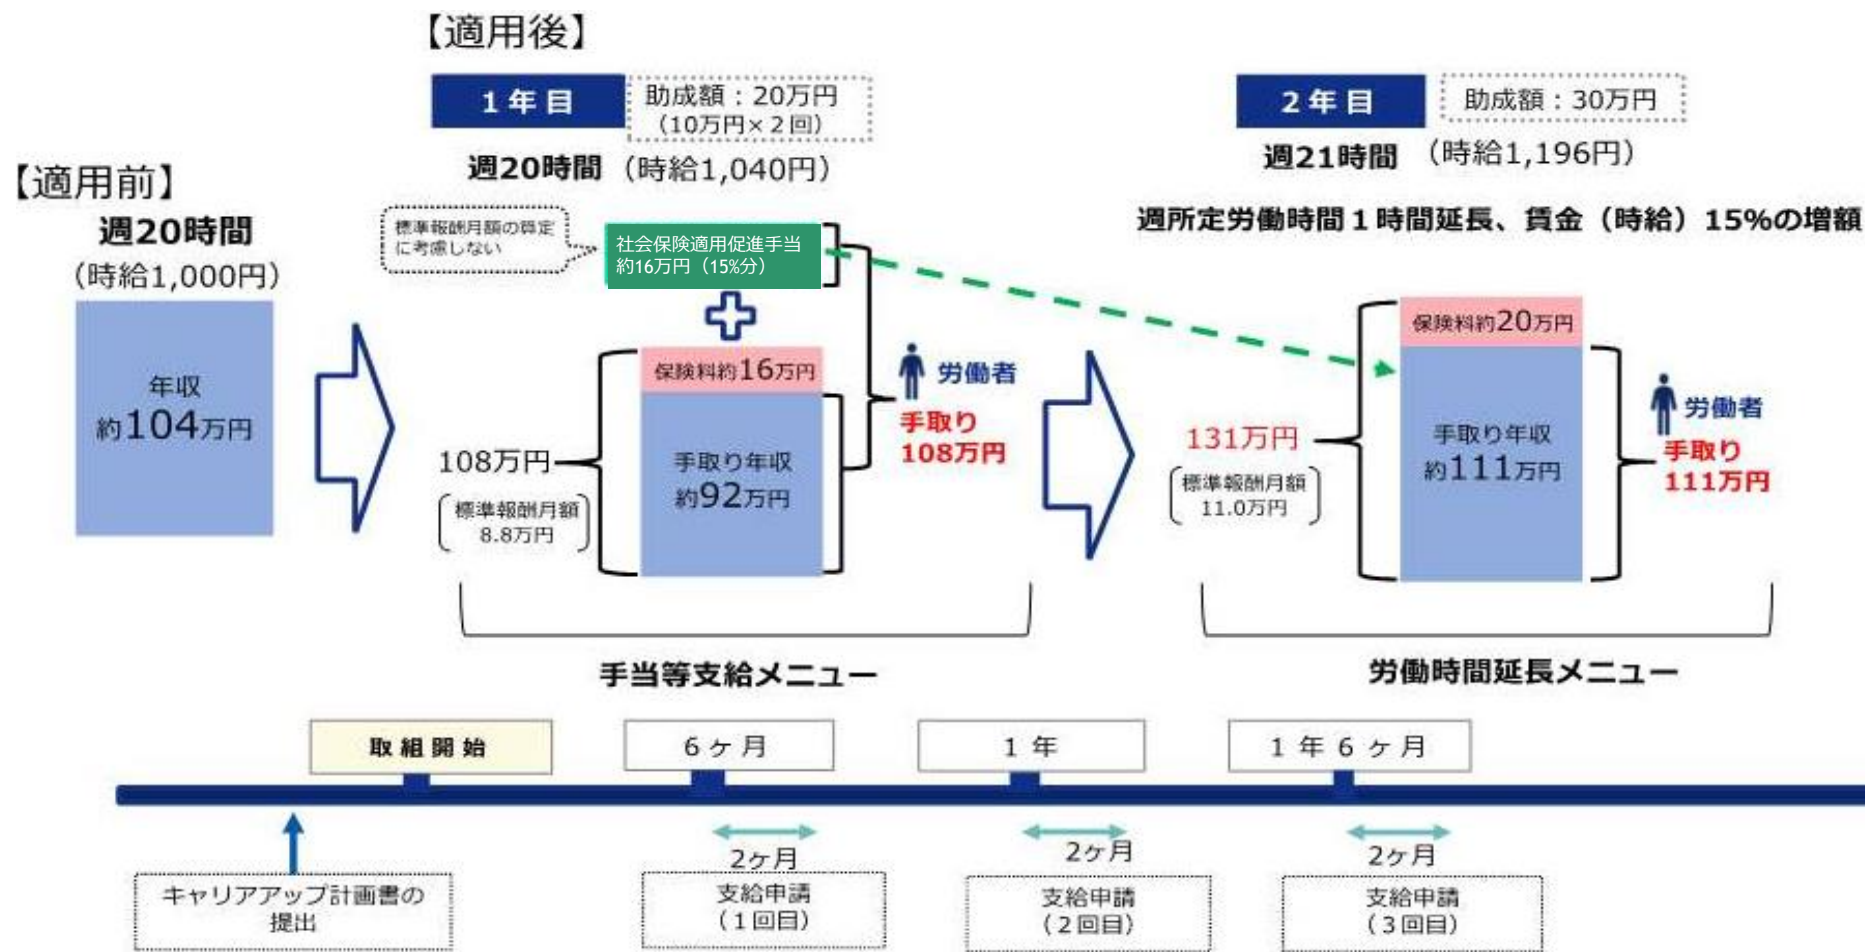 【適用前】
週20時間
（時給1,000円）
年収
約104万円
【適用後】
1年目
助成額：20万円
（10万円×2回）
週20時間（時給1,040円）
標準報酬月額の算定
に考慮しない
社会保険適用促進手当
約16万円（15%分）
保険料約16万円
手取り年収
約92万円
108万円
標準報酬月額
8.8万円
労働者
手取り
108万円
手当等支給メニュー
2年目
助成額：30万円
週21時間（時給1,196円）
週所定労働時間1時間延長、賃金（時給）15%の増額
保険料約20万円
手取り年収
約111万円
131万円
標準報酬月額
11.0万円
労働者
手取り
111万円
労働時間延長メニュー
取組開始
6ヶ月
1年
1年6ヶ月
キャリアアップ計画書の
提出
2ヶ月
支給申請
（1回目）
2ヶ月
支給申請
（2回目）
2ヶ月
支給申請
（3回目）